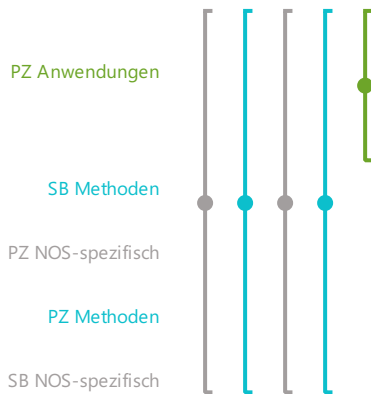 PZ Anwendungen
SB Methoden
PZ NOS-spezifisch
PZ Methoden
SB NOS-spezifisch